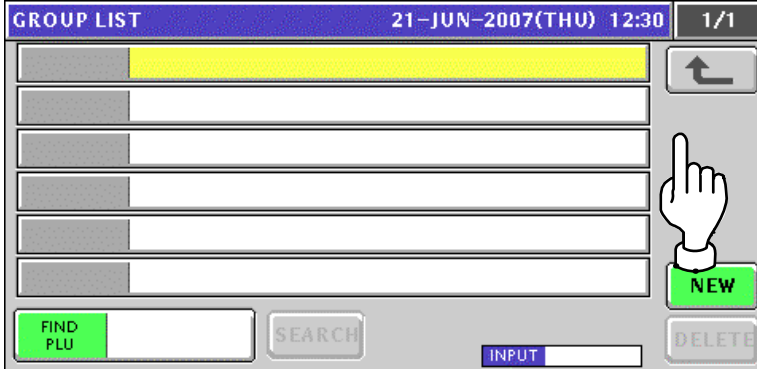 GROUP LIST 21-JUN-2007(THU) 12:30 1/1
NEW
FIND
PLU
SEARCH
DELETE
INPUT